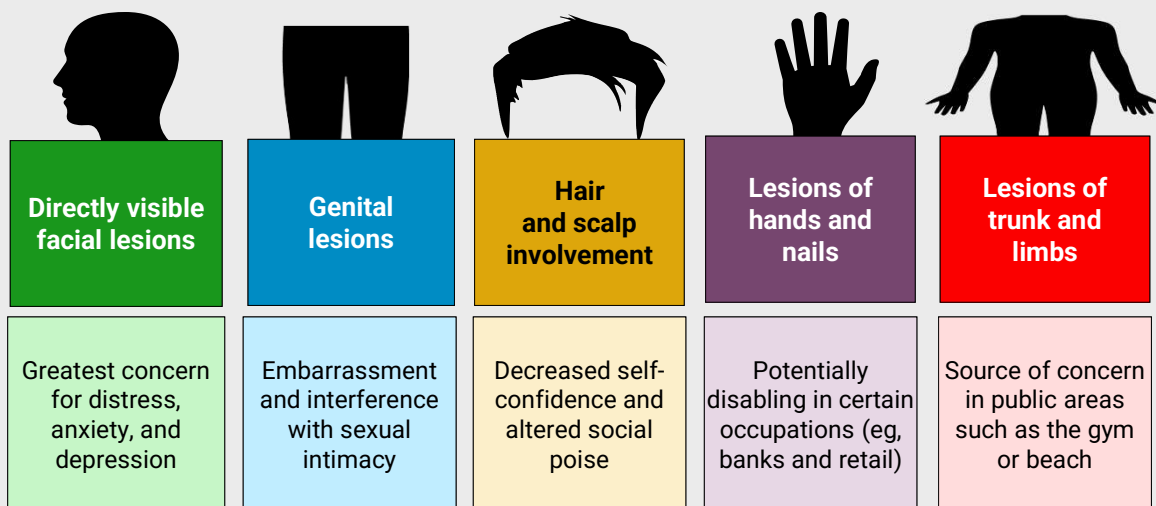 Directly visible
facial lesions
Genital
lesions
Hair
and scalp
involvement
Lesions of
hands and
nails
Lesions of
trunk and
limbs
Greatest concern
for distress,
anxiety, and
depression
Embarrassment
and interference
with sexual
intimacy
Decreased self-
confidence and
altered social
poise
Potentially
disabling in certain
occupations (eg,
banks and retail)
Source of concern
in public areas
such as the gym
or beach